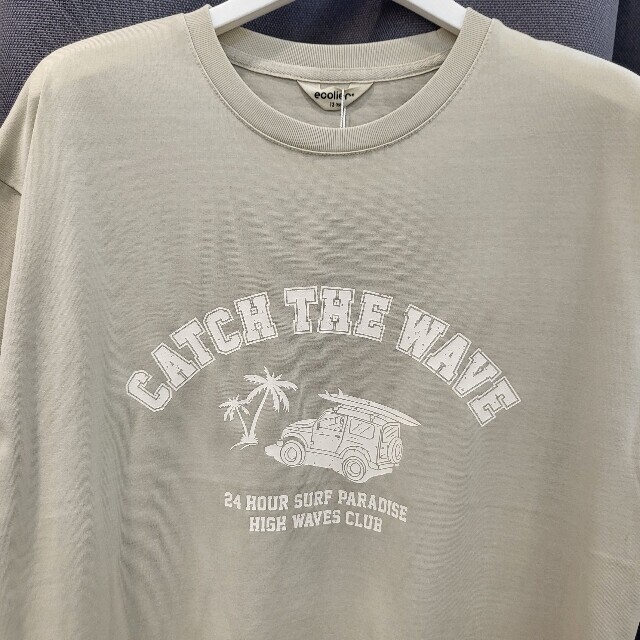 CATCH THE WAVE
24 HOUR SURF PARADISE
HIGH WAVES CLUB